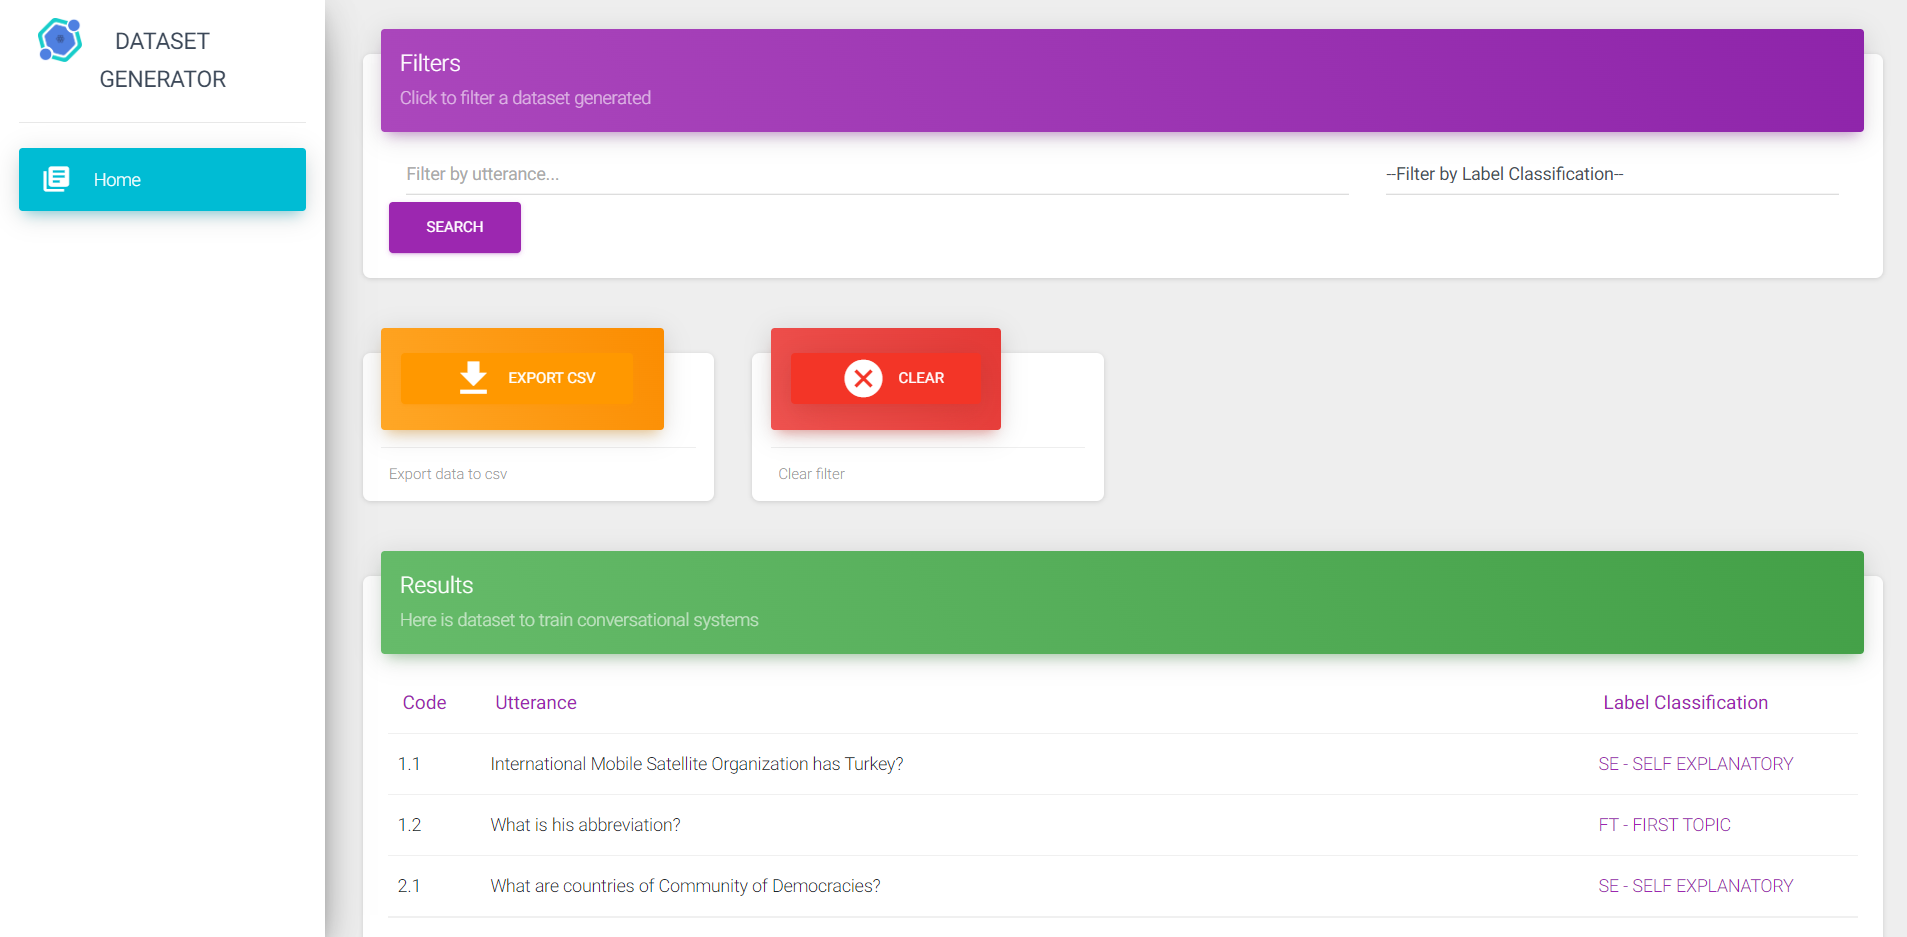 DATASET
GENERATOR
Home
Filters
Click to filter a dataset generated
Filter by utterance...
--Filter by Label Classification--
SEARCH
EXPORT CSV
Export data to csv
CLEAR
Clear filter
Results
Here is dataset to train conversational systems
Code Utterance Label Classification
1.1 International Mobile Satellite Organization has Turkey? SE - SELF EXPLANATORY
1.2 What is his abbreviation? FT - FIRST TOPIC
2.1 What are countries of Community of Democracies? SE - SELF EXPLANATORY